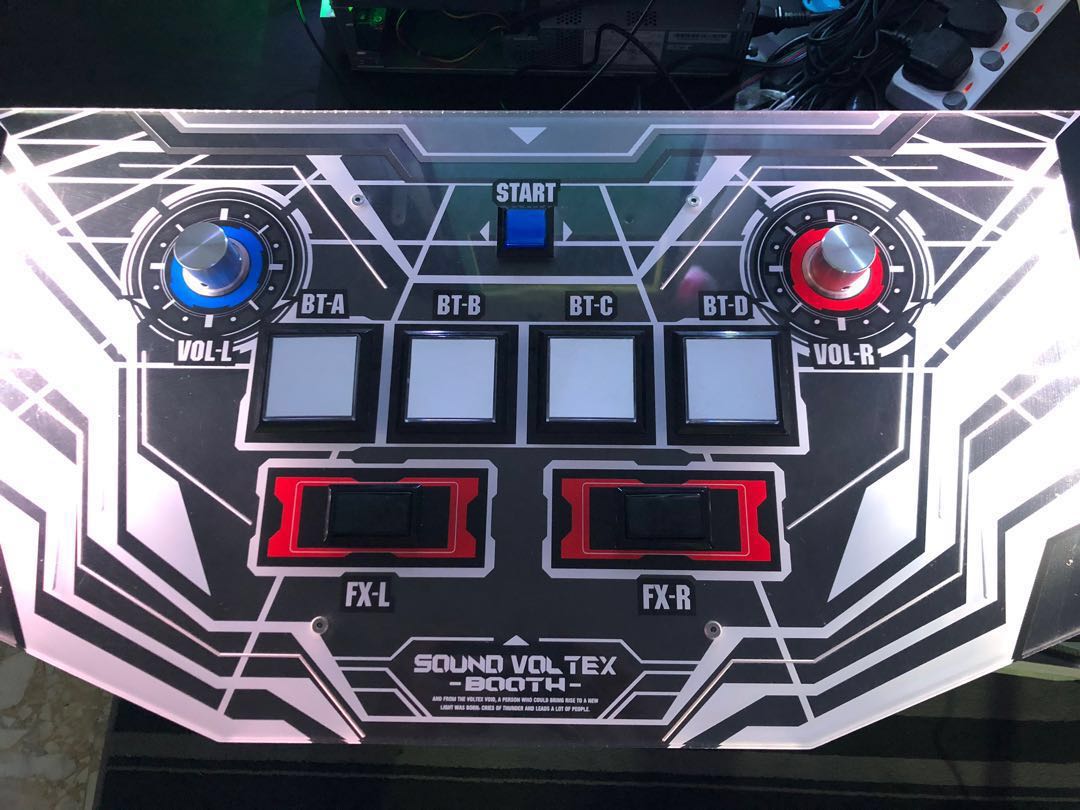 START
BT-A BT-B BT-C BT-D
VOL-L VOL-R
FX-L FX-R
SOUND VOLTEX
-BOOTH-
AND FROM THE VOLTEX VOID, A PERSON WHO COULD BRING RISE TO A NEW
LIGHT WAS BORN. CRIES OF THUNDER AND LEADS A LOT OF PEOPLE.